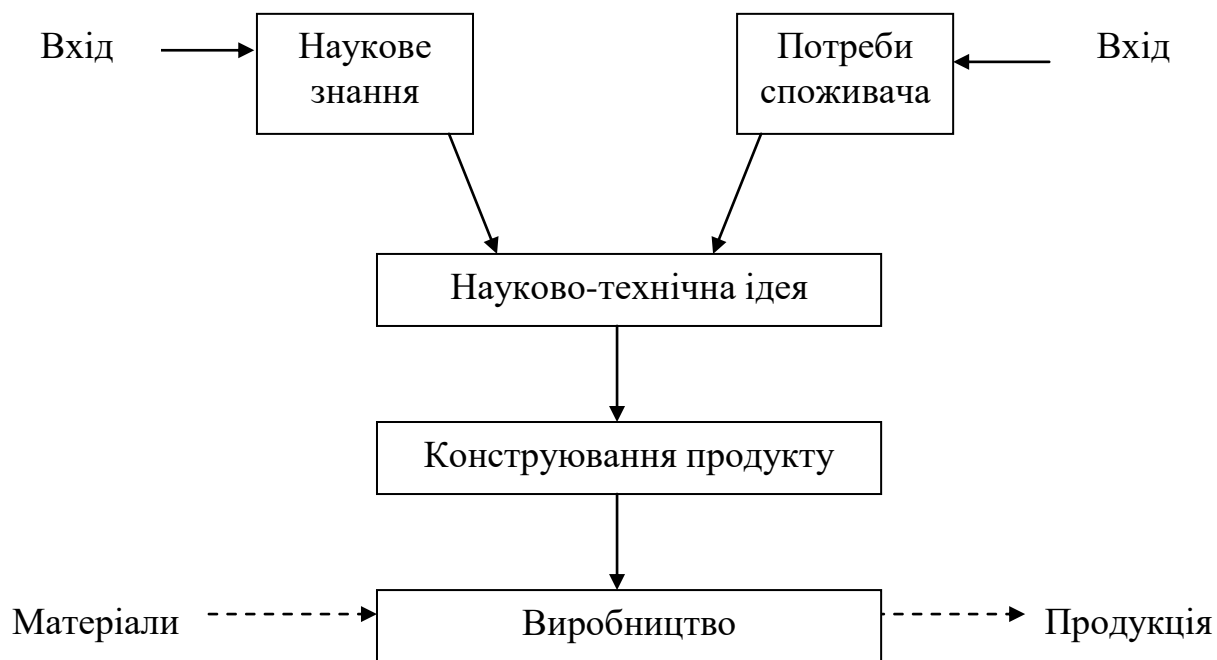 Вхід
Наукове
знання
Потреби
споживача
Вхід
Науково-технічна ідея
Конструювання продукту
Матеріали
Виробництво
Продукція